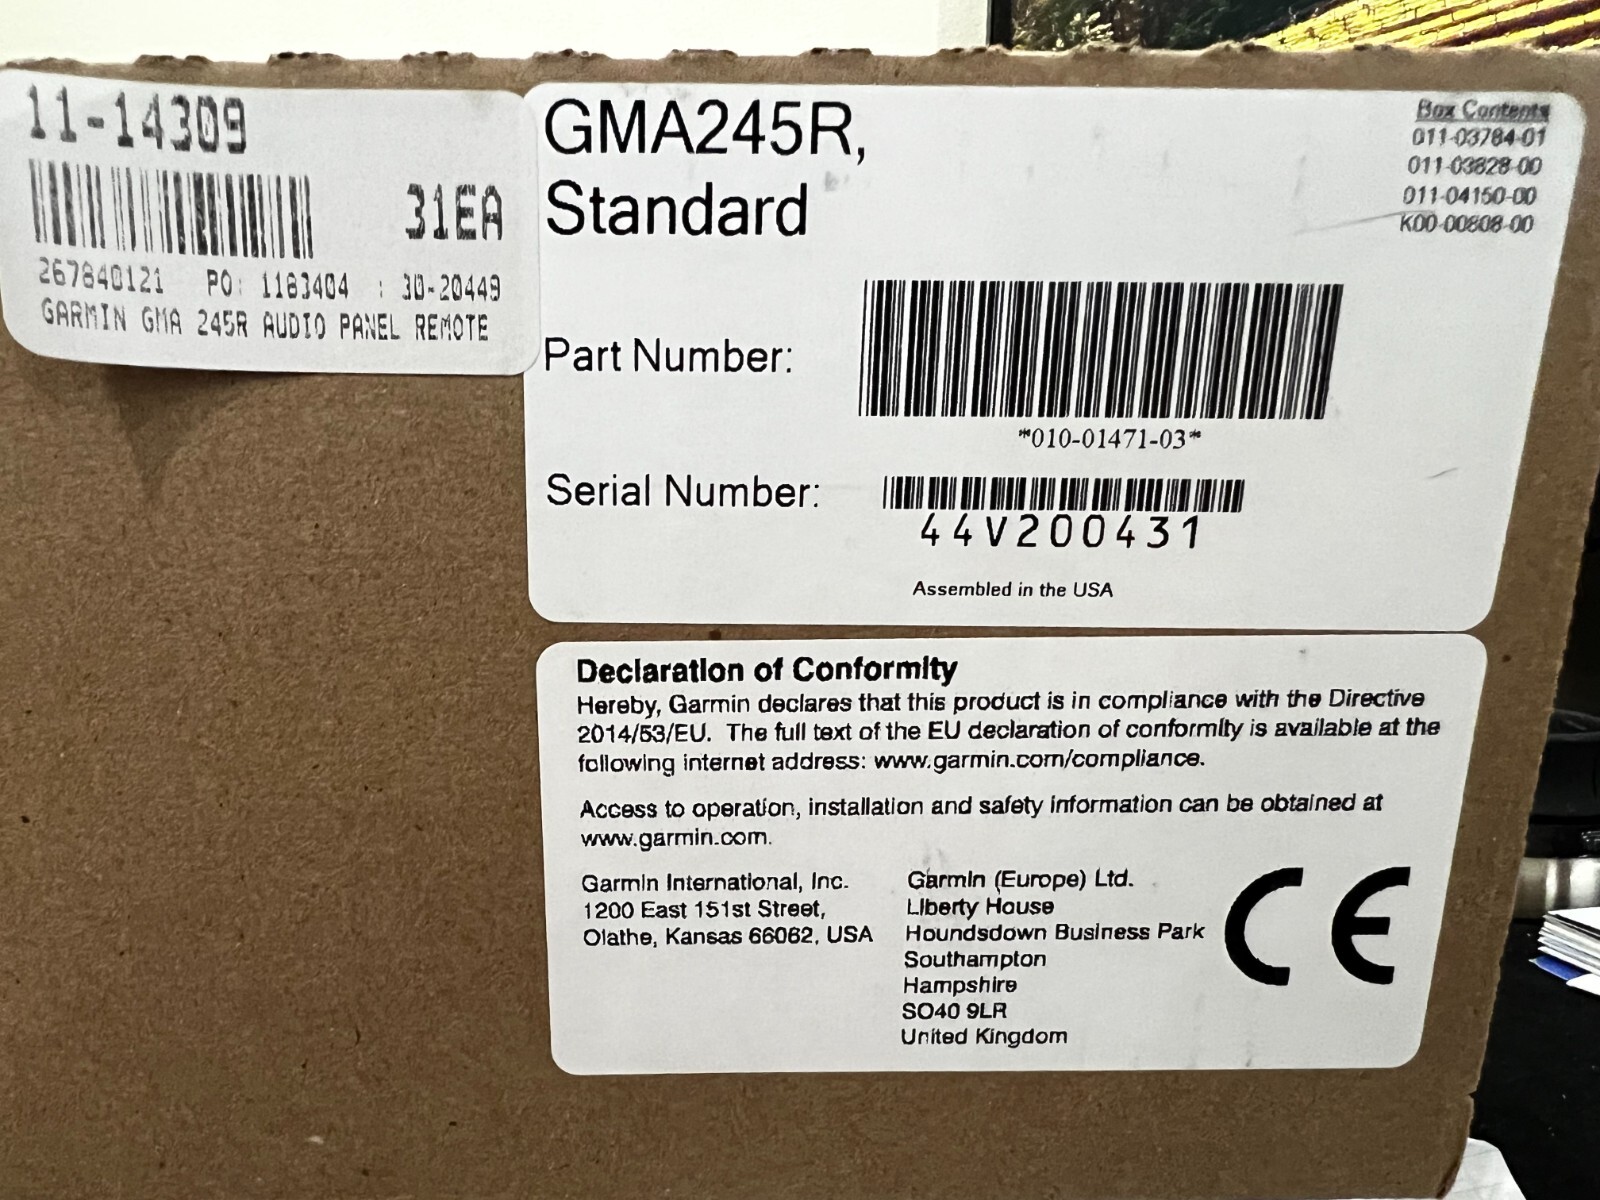 11-14309
31EA
267840121 PO: 1183404 : 30-20449
GARMIN GMA 245R AUDIO PANEL REMOTE
GMA245R,
Standard
Box Contents
011-03784-01
011-03828-00
011-04150-00
K00-00808-00
Part Number:
*010-01471-03*
Serial Number:
44V200431
Assembled in the USA
Declaration of Conformity
Hereby, Garmin declares that this product is in compliance with the Directive
2014/53/EU. The full text of the EU declaration of conformity is available at the
following internet address: www.garmin.com/compliance.
Access to operation, installation and safety information can be obtained at
www.garmin.com.
Garmin International, Inc.
1200 East 151st Street,
Olathe, Kansas 66062, USA
Garmin (Europe) Ltd.
Liberty House
Houndsdown Business Park
Southampton
Hampshire
SO40 9LR
United Kingdom
CE